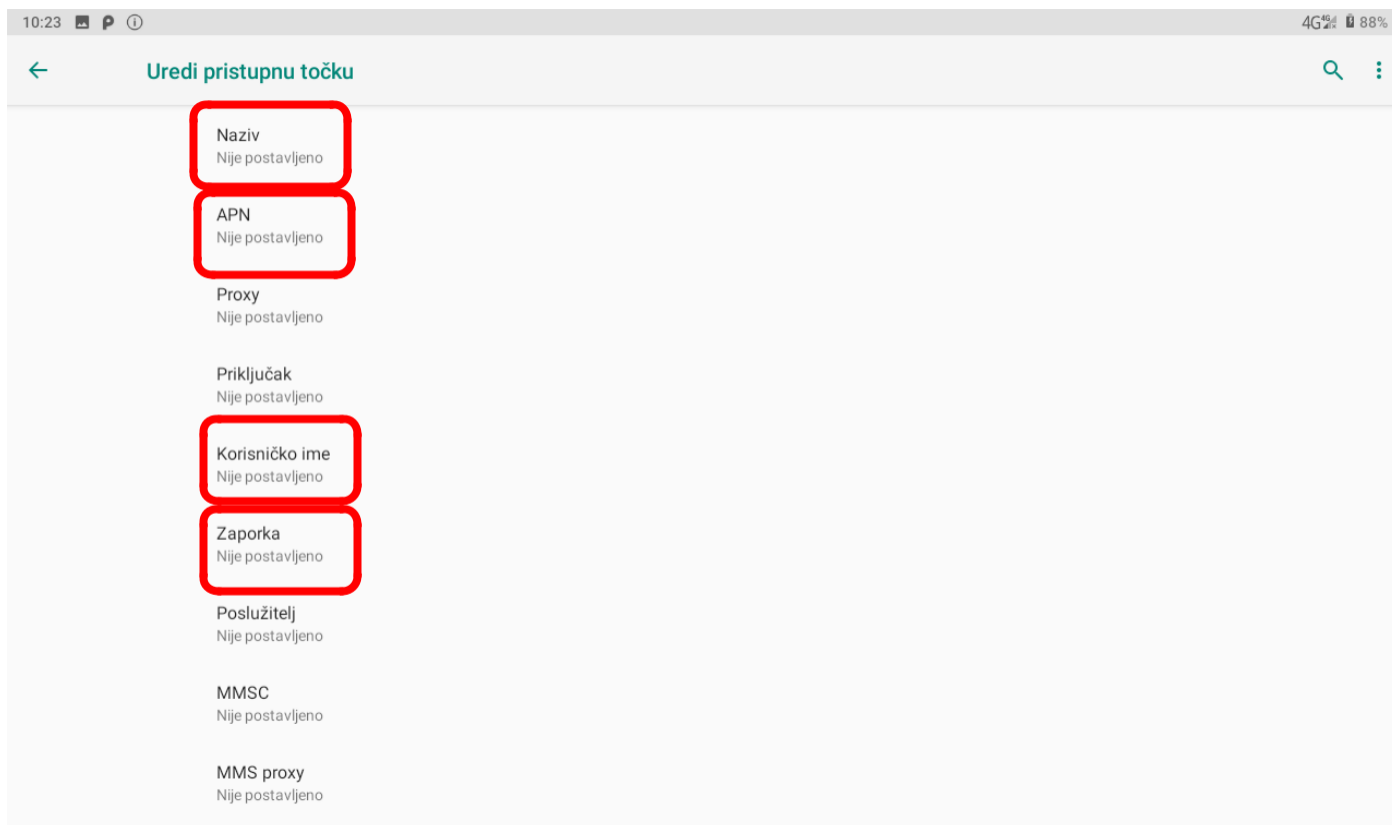 10:23 4G 4G 88%
Uredi pristupnu točku
Naziv
Nije postavljeno
APN
Nije postavljeno
Proxy
Nije postavljeno
Priključak
Nije postavljeno
Korisničko ime
Nije postavljeno
Zaporka
Nije postavljeno
Poslužitelj
Nije postavljeno
MMSC
Nije postavljeno
MMS proxy
Nije postavljeno